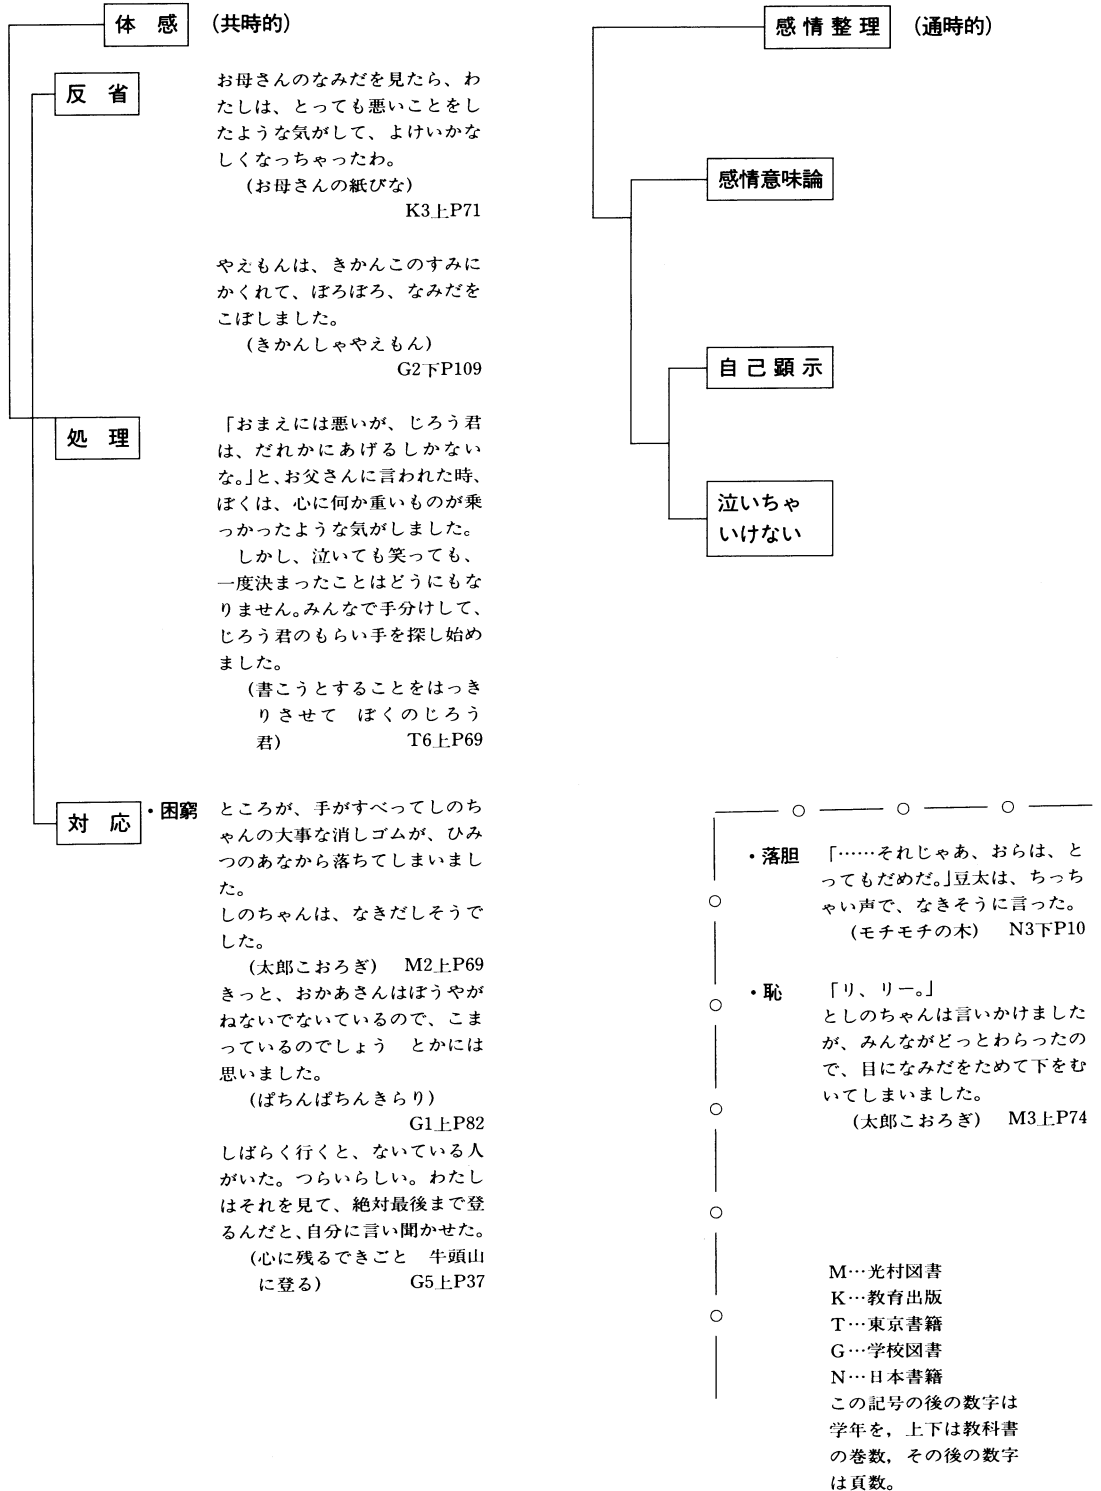 体　感　(共時的)
反　省
お母さんのなみだを見たら、わ
たしは、とっても悪いことをし
たような気がして、よけいかな
しくなっちゃったわ。
(お母さんの紙びな)
K3上P71
やえもんは、きかんこのすみに
かくれて、ぼろぼろ、なみだを
こぼしました。
(きかんしゃやえもん)
G2下P109
処　理
「おまえには悪いが、じろう君
は、だれかにあげるしかない
な。」と、お父さんに言われた時、
ぼくは、心に何か重いものが乗
っかったような気がしました。
しかし、泣いても笑っても、
一度決まったことはどうにもな
りません。みんなで手分けして、
じろう君のもらい手を探し始め
ました。
(書こうとすることをはっき
りさせて　ぼくのじろう
君)　T6上P69
対　応
・困窮
ところが、手がすべってしのち
ゃんの大事な消しゴムが、ひみ
つのあなから落ちてしまいまし
た。
しのちゃんは、なきだしそうで
した。
(太郎こおろぎ)　M2上P69
きっと、おかあさんはぼうやが
ねないでないているので、こま
っているのでしょう　とかには
思いました。
(ぱちんぱちんきらり)
G1上P82
しばらく行くと、ないている人
がいた。つらいらしい。わたし
はそれを見て、絶対最後まで登
るんだと、自分に言い聞かせた。
(心に残るできごと　牛頭山
に登る)　G5上P37
感情整理　(通時的)
感情意味論
自己顕示
泣いちゃ
いけない
・落胆
「……それじゃあ、おらは、と
ってもだめだ。」豆太は、ちっち
ゃい声で、なきそうに言った。
(モチモチの木)　N3下P10
・恥
「リ、リー。」
としのちゃんは言いかけました
が、みんながどっとわらったの
で、目になみだをためて下をむ
いてしまいました。
(太郎こおろぎ)　M3上P74
M…光村図書
K…教育出版
T…東京書籍
G…学校図書
N…日本書籍
この記号の後の数字は
学年を，上下は教科書
の巻数，その後の数字
は頁数。